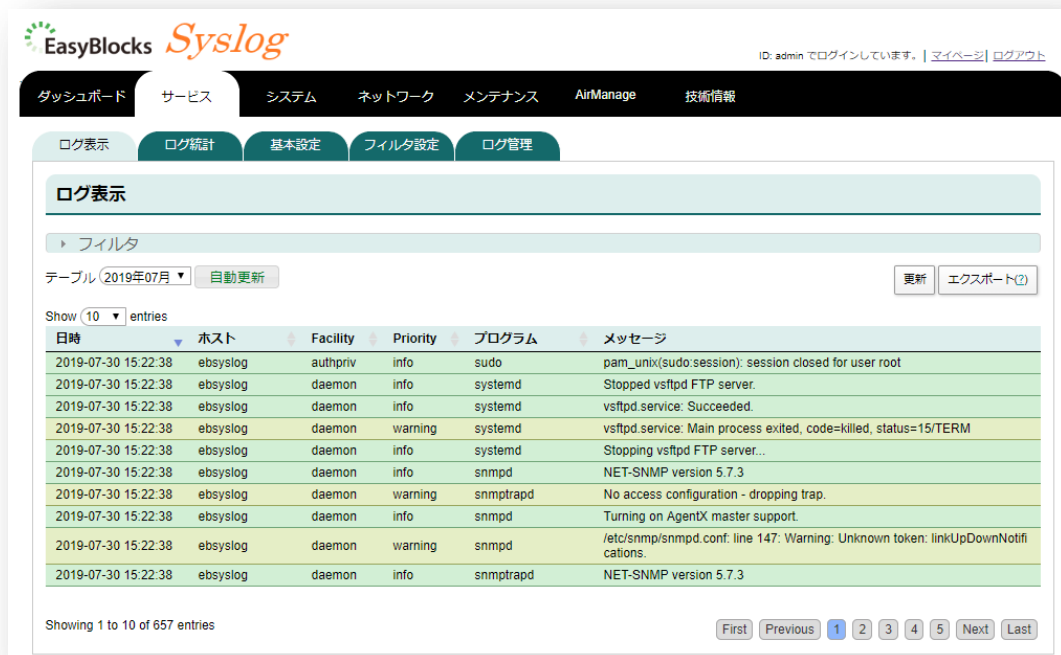 EasyBlocks Syslog
ID: admin でログインしています。| マイページ| ログアウト
ダッシュボード サービス システム ネットワーク メンテナンス AirManage 技術情報
ログ表示 ログ統計 基本設定 フィルタ設定 ログ管理
ログ表示
フィルタ
テーブル 2019年07月 自動更新 更新 エクスポート(?)
Show 10 entries
日時 ホスト Facility Priority プログラム メッセージ
2019-07-30 15:22:38 ebsyslog authpriv info sudo pam_unix(sudo:session): session closed for user root
2019-07-30 15:22:38 ebsyslog daemon info systemd Stopped vsftpd FTP server.
2019-07-30 15:22:38 ebsyslog daemon info systemd vsftpd.service: Succeeded.
2019-07-30 15:22:38 ebsyslog daemon warning systemd vsftpd.service: Main process exited, code=killed, status=15/TERM
2019-07-30 15:22:38 ebsyslog daemon info systemd Stopping vsftpd FTP server...
2019-07-30 15:22:38 ebsyslog daemon info snmpd NET-SNMP version 5.7.3
2019-07-30 15:22:38 ebsyslog daemon warning snmptrapd No access configuration - dropping trap.
2019-07-30 15:22:38 ebsyslog daemon info snmpd Turning on AgentX master support.
2019-07-30 15:22:38 ebsyslog daemon warning snmpd /etc/snmp/snmpd.conf: line 147: Warning: Unknown token: linkUpDownNotifi
cations.
2019-07-30 15:22:38 ebsyslog daemon info snmptrapd NET-SNMP version 5.7.3
Showing 1 to 10 of 657 entries First Previous 1 2 3 4 5 Next Last